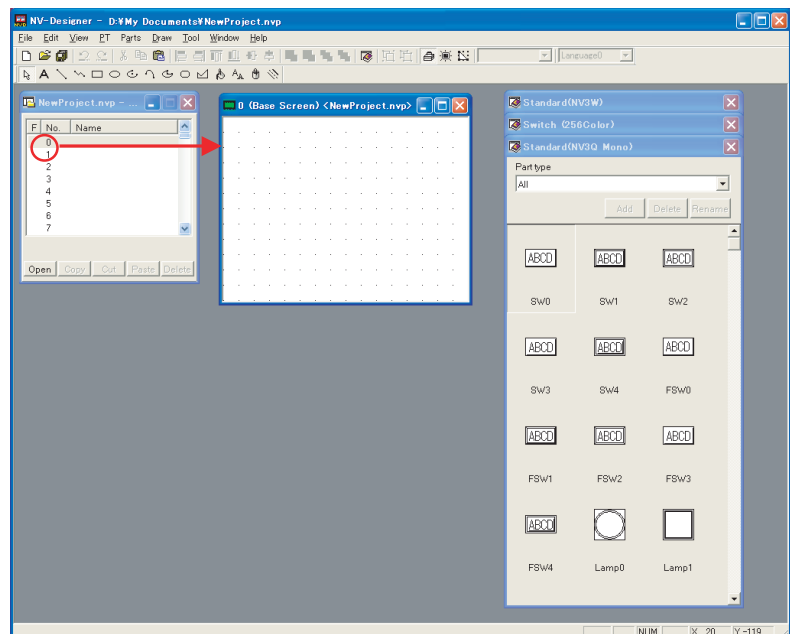 NV-Designer - D:¥My Documents¥NewProject.nvp
File Edit View PT Parts Draw Tool Window Help
Language0
A A A
NewProject.nvp - ...
F No. Name
0
1
2
3
4
5
6
7
Open Copy Cut Paste Delete
0 (Base Screen) <NewProject.nvp>
Standard(NV3W)
Switch (256Color)
Standard(NV3Q Mono)
Part type
All
Add Delete Rename
ABCD ABCD ABCD
SW0 SW1 SW2
ABCD ABCD ABCD
SW3 SW4 FSW0
ABCD ABCD ABCD
FSW1 FSW2 FSW3
ABCD
FSW4 Lamp0 Lamp1
NUM X 20 Y -119